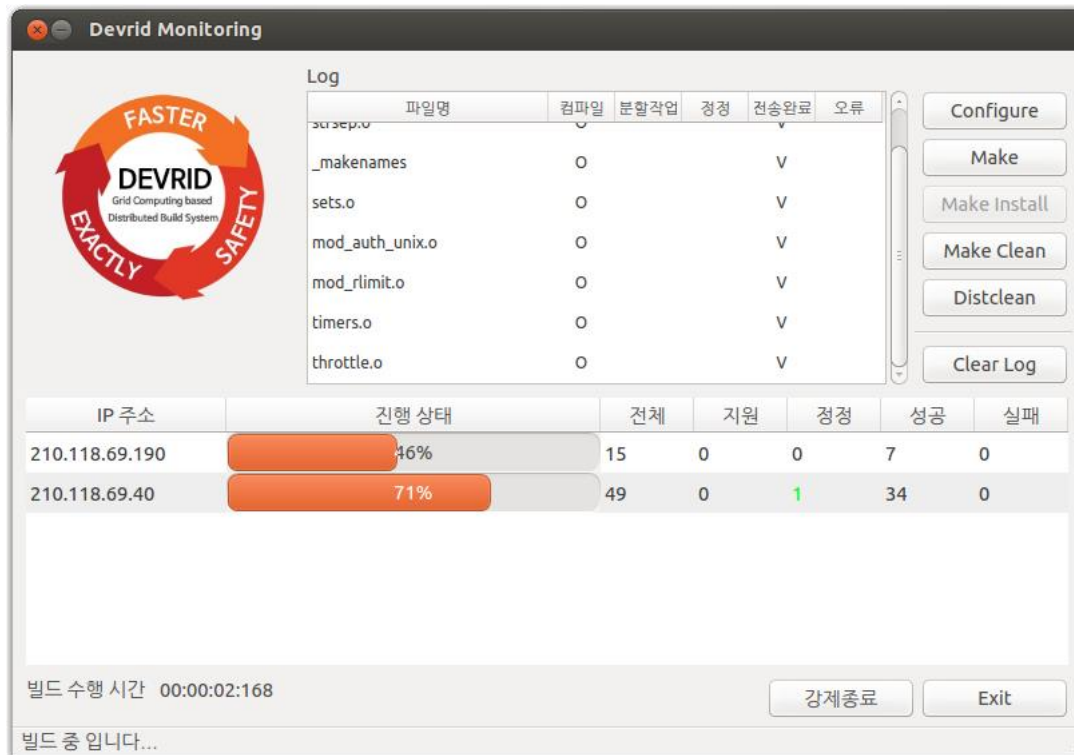 Devrid Monitoring
FASTER
SAFETY
EXACTLY
DEVRID
Grid Computing based
Distributed Build System
Log
파일명 컴파일 분할작업 정정 전송완료 오류
strsep.o O V
_makenames O V
sets.o O V
mod_auth_unix.o O V
mod_rlimit.o O V
timers.o O V
throttle.o O V
Configure
Make
Make Install
Make Clean
Distclean
Clear Log
IP 주소 진행 상태 전체 지원 정정 성공 실패
210.118.69.190 46% 15 0 0 7 0
210.118.69.40 71% 49 0 1 34 0
빌드 수행 시간 00:00:02:168
강제종료 Exit
빌드 중 입니다...